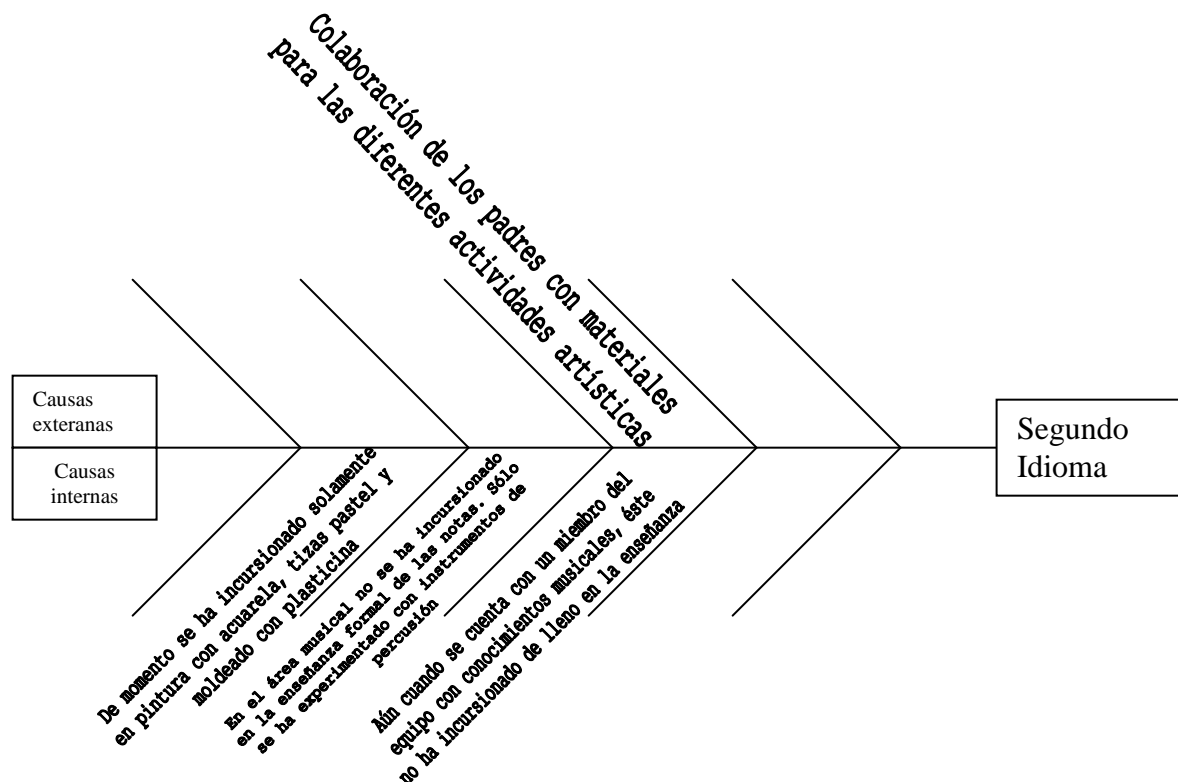 Colaboración de los padres con materiales
para las diferentes actividades artísticas
Causas
exteranas
Causas
internas
Segundo
Idioma
De momento se ha incursionado solamente
en pintura con acuarela, tizas pastel y
moldeado con plasticina
En el área musical no se ha incursionado
en la enseñanza formal de las notas. Sólo
se ha experimentado con instrumentos de
percusión
Aún cuando se cuenta con un miembro del
equipo con conocimientos musicales, éste
no ha incursionado de lleno en la enseñanza